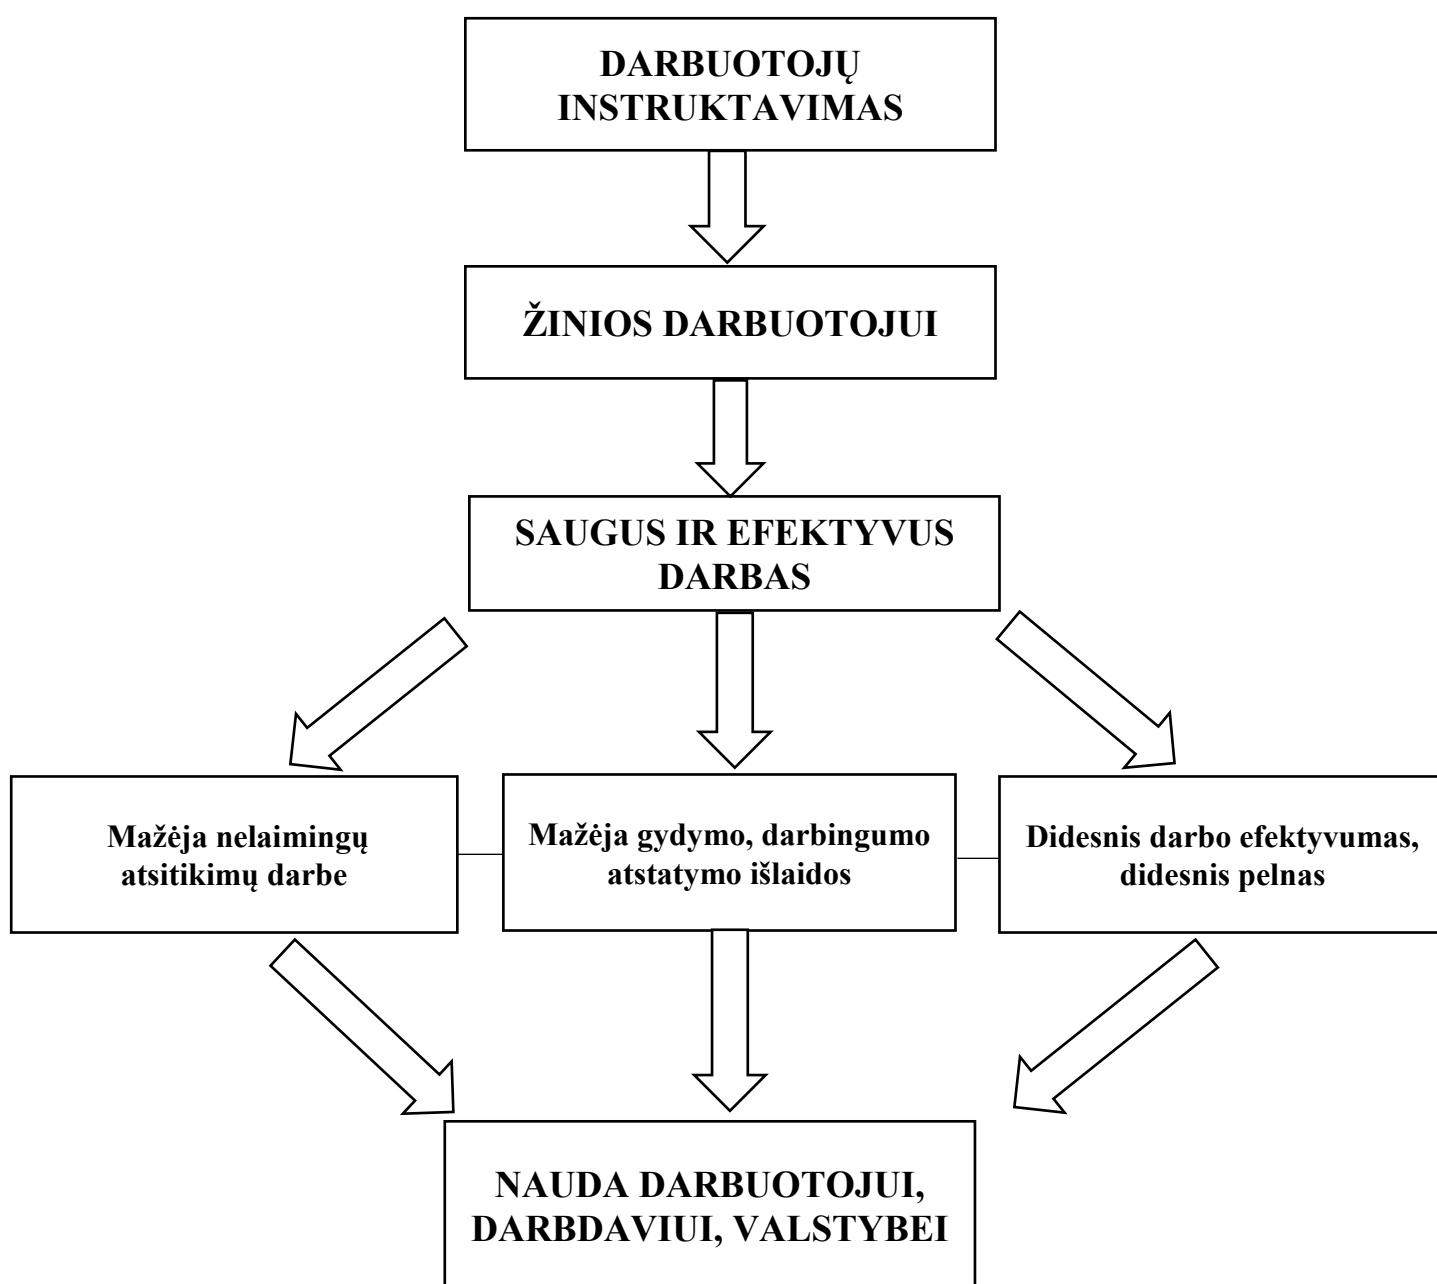 DARBUOTOJŲ
INSTRUKTAVIMAS
ŽINIOS DARBUOTOJUI
SAUGUS IR EFEKTYVUS
DARBAS
Mažėja nelaimingų
atsitikimų darbe
Mažėja gydymo, darbingumo
atstatymo išlaidos
Didesnis darbo efektyvumas,
didesnis pelnas
NAUDA DARBUOTOJUI,
DARBDAVIUI, VALSTYBEI